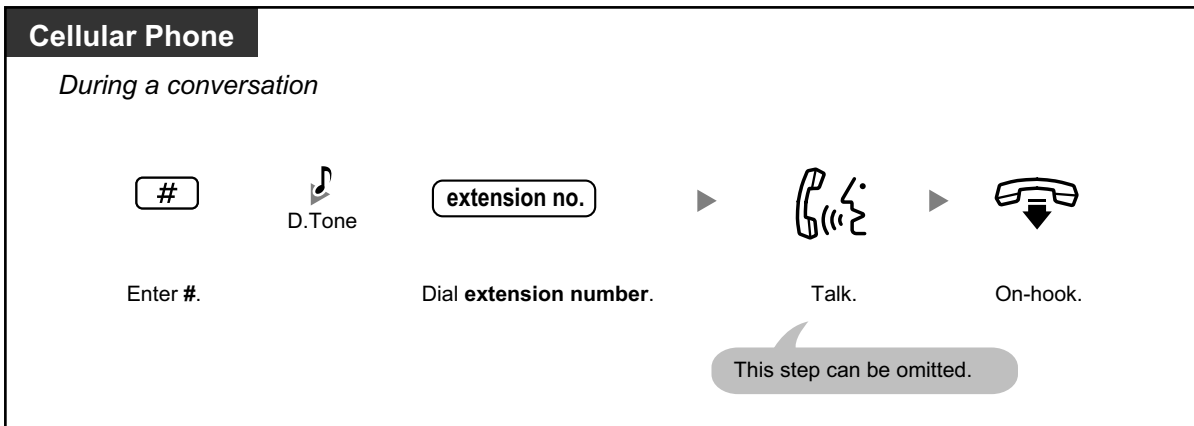 Cellular Phone
During a conversation
#
D.Tone
extension no.
Enter #.
Dial extension number.
Talk.
On-hook.
This step can be omitted.